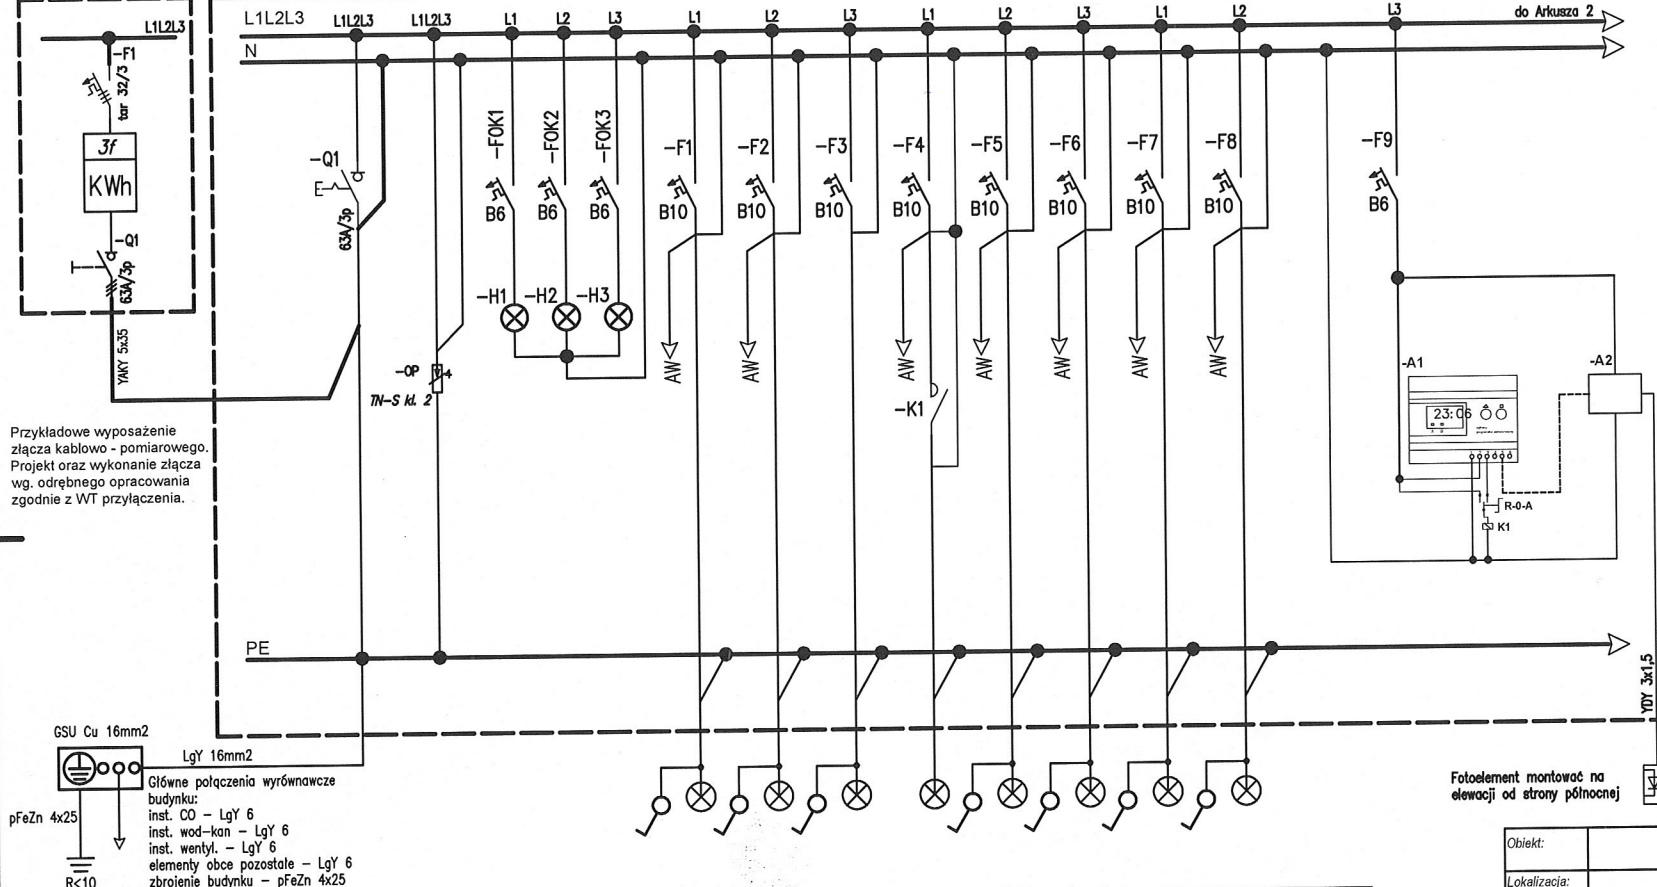 L1L2L3
-F1
tar 32/3
3f
KWh
-Q1
63A/3p
YAKY 5x35
Przykładowe wyposażenie
złącza kablowo - pomiarowego.
Projekt oraz wykonanie złącza
wg. odrębnego opracowania
zgodnie z WT przyłączenia.
L1L2L3 L1L2L3 L1L2L3 L1 L2 L3 L1 L2 L3 L1 L2 L3 L1 L2 L3 do Arkusza 2
N
-Q1
63A/3p
-OP
4
TN-S kl. 2
-FOK1 -FOK2 -FOK3 -F1 -F2 -F3 -F4 -F5 -F6 -F7 -F8 -F9
B6 B6 B6 B10 B10 B10 B10 B10 B10 B10 B10 B6
-H1 -H2 -H3
AW AW AW AW AW AW AW
-K1
-A1
-A2
23:06
R-0-A
K1
PE
YDY 3x1,5
GSU Cu 16mm2
LgY 16mm2
Główne połączenia wyrównawcze
budynku:
inst. CO - LgY 6
inst. wod-kan - LgY 6
inst. wentyl. - LgY 6
elementy obce pozostałe - LgY 6
zbrojenie budynku - pFeZn 4x25
pFeZn 4x25
R<10
Fotoelement montować na
elewacji od strony północnej
Obiekt:
Lokalizacja: